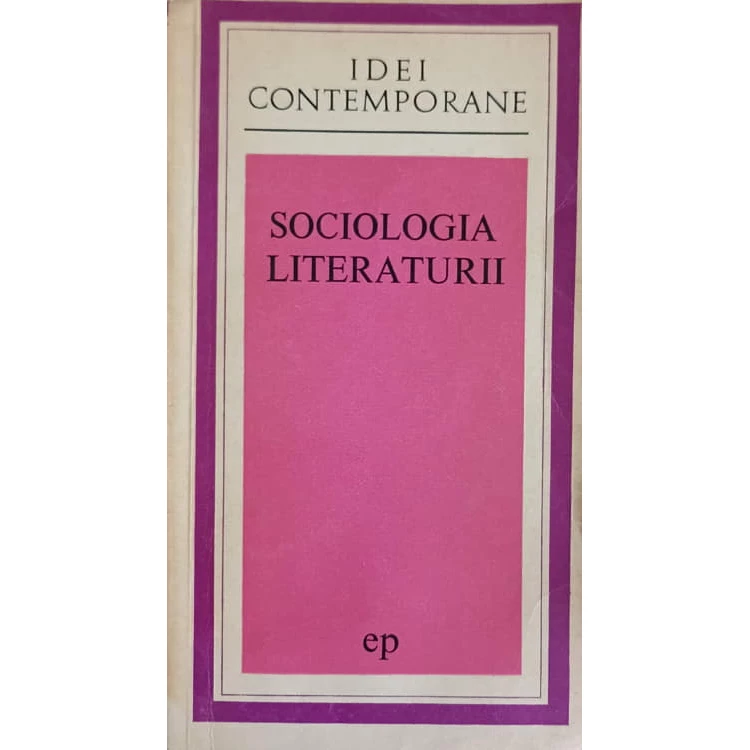 IDEI
CONTEMPORANE
SOCIOLOGIA
LITERATURII
ep